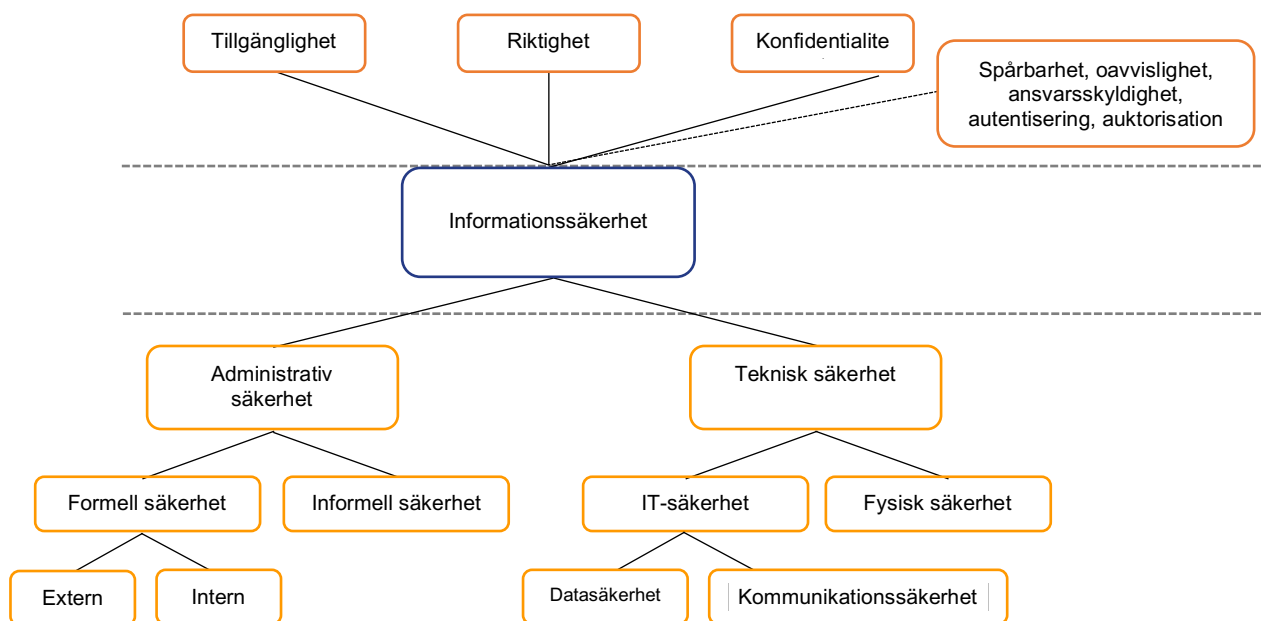 Tillgänglighet
Riktighet
Konfidentialite
Spårbarhet, oavvislighet,
ansvarsskyldighet,
autentisering, auktorisation
Informationssäkerhet
Administrativ
säkerhet
Teknisk säkerhet
Formell säkerhet
Informell säkerhet
IT-säkerhet
Fysisk säkerhet
Extern
Intern
Datasäkerhet
Kommunikationssäkerhet